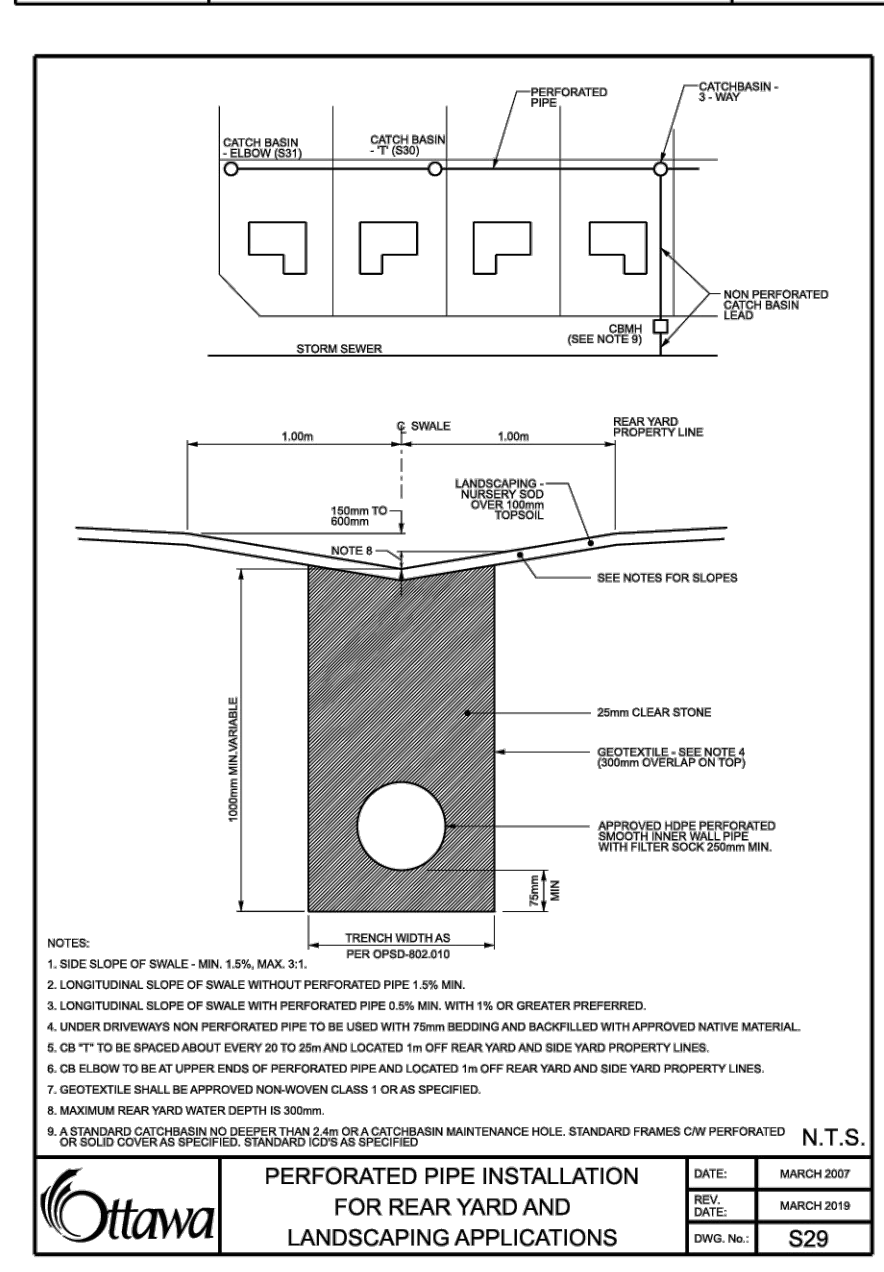 PERFORATED
PIPE
CATCHBASIN -
3 - WAY
CATCH BASIN
- ELBOW (S31)
CATCH BASIN
- 'T' (S30)
NON PERFORATED
CATCH BASIN
LEAD
CBMH
(SEE NOTE 9)
STORM SEWER
℄ SWALE
REAR YARD
PROPERTY LINE
1.00m
1.00m
LANDSCAPING -
NURSERY SOD
OVER 100mm
TOPSOIL
150mm TO
600mm
NOTE 8
SEE NOTES FOR SLOPES
25mm CLEAR STONE
1000mm MIN.VARIABLE
GEOTEXTILE - SEE NOTE 4
(300mm OVERLAP ON TOP)
APPROVED HDPE PERFORATED
SMOOTH INNER WALL PIPE
WITH FILTER SOCK 250mm MIN.
75mm
MIN
TRENCH WIDTH AS
PER OPSD-802.010
NOTES:
1. SIDE SLOPE OF SWALE - MIN. 1.5%, MAX. 3:1.
2. LONGITUDINAL SLOPE OF SWALE WITHOUT PERFORATED PIPE 1.5% MIN.
3. LONGITUDINAL SLOPE OF SWALE WITH PERFORATED PIPE 0.5% MIN. WITH 1% OR GREATER PREFERRED.
4. UNDER DRIVEWAYS NON PERFORATED PIPE TO BE USED WITH 75mm BEDDING AND BACKFILLED WITH APPROVED NATIVE MATERIAL.
5. CB "T" TO BE SPACED ABOUT EVERY 20 TO 25m AND LOCATED 1m OFF REAR YARD AND SIDE YARD PROPERTY LINES.
6. CB ELBOW TO BE AT UPPER ENDS OF PERFORATED PIPE AND LOCATED 1m OFF REAR YARD AND SIDE YARD PROPERTY LINES.
7. GEOTEXTILE SHALL BE APPROVED NON-WOVEN CLASS 1 OR AS SPECIFIED.
8. MAXIMUM REAR YARD WATER DEPTH IS 300mm.
9. A STANDARD CATCHBASIN NO DEEPER THAN 2.4m OR A CATCHBASIN MAINTENANCE HOLE. STANDARD FRAMES C/W PERFORATED
OR SOLID COVER AS SPECIFIED. STANDARD ICD'S AS SPECIFIED
N.T.S.
Ottawa
PERFORATED PIPE INSTALLATION
FOR REAR YARD AND
LANDSCAPING APPLICATIONS
DATE: MARCH 2007
REV.
DATE: MARCH 2019
DWG. No.: S29